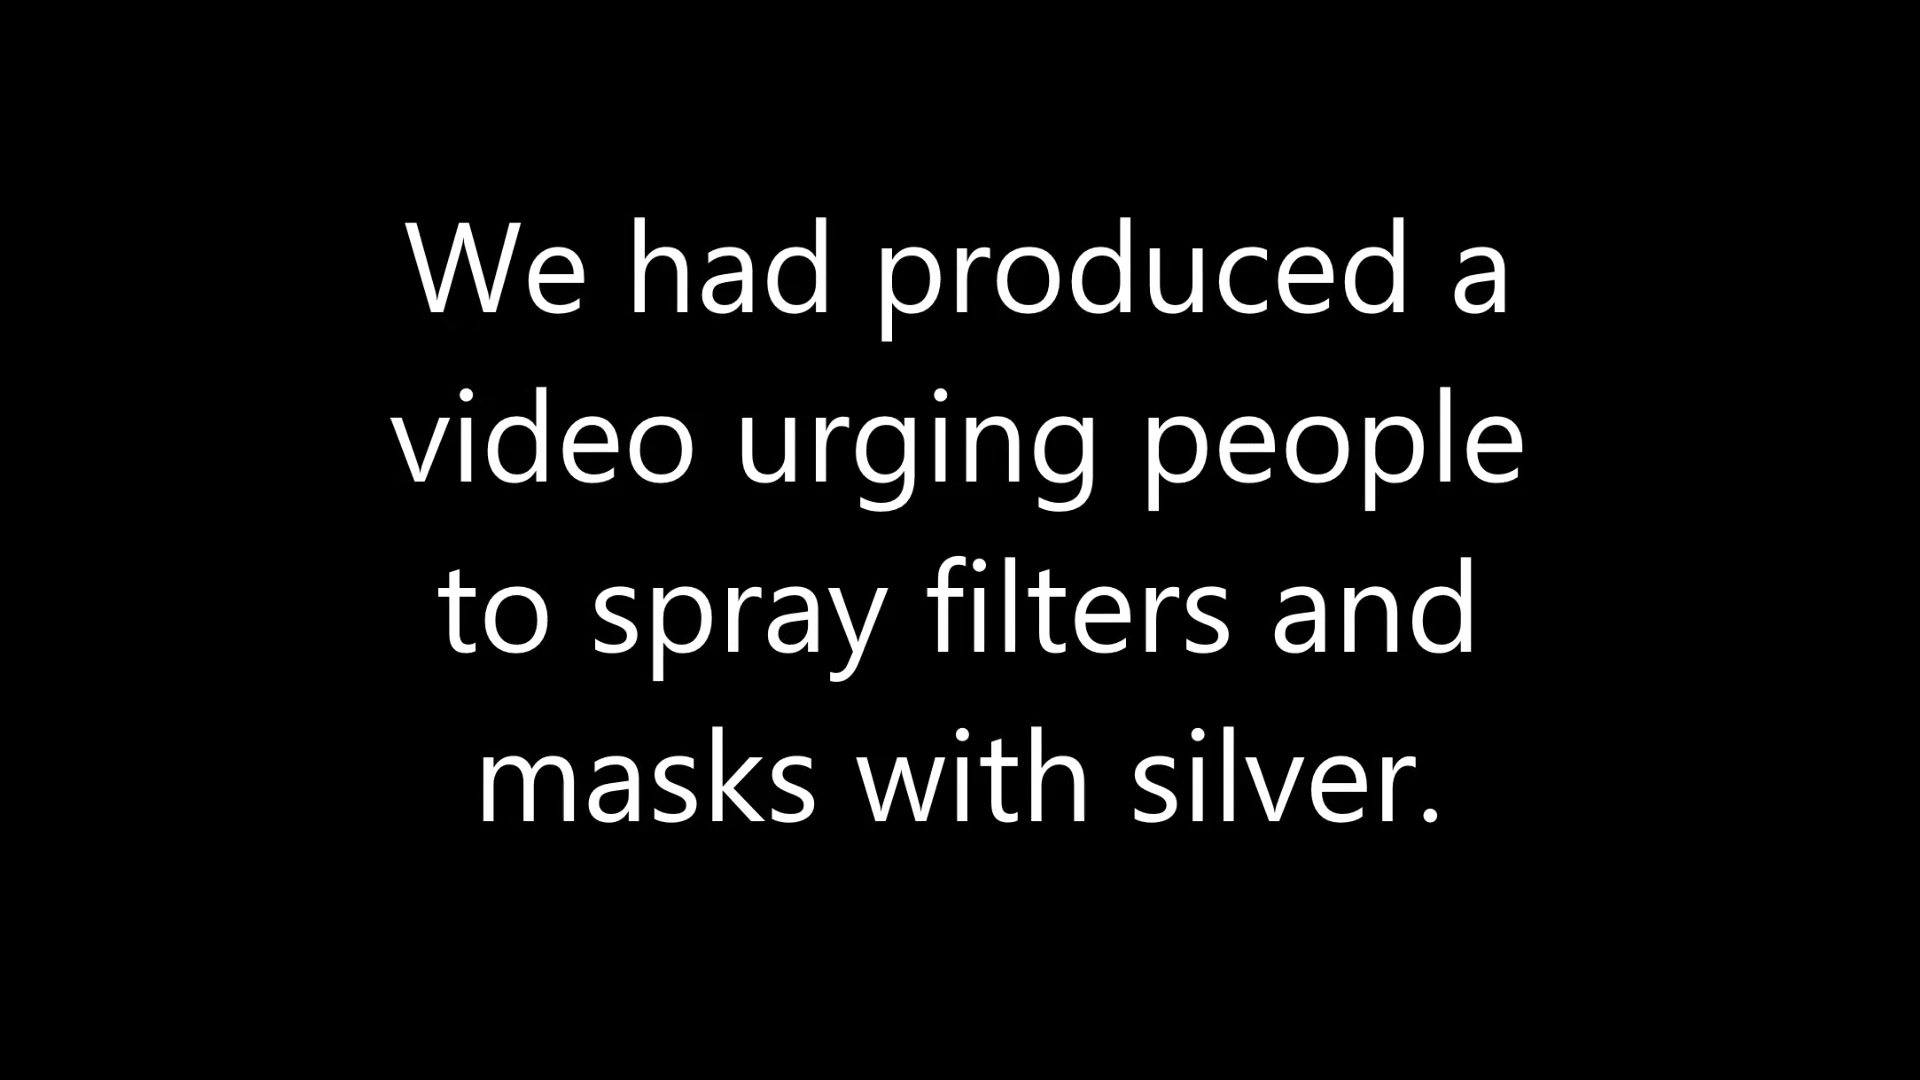 We had produced a
video urging people
to spray filters and
masks with silver.